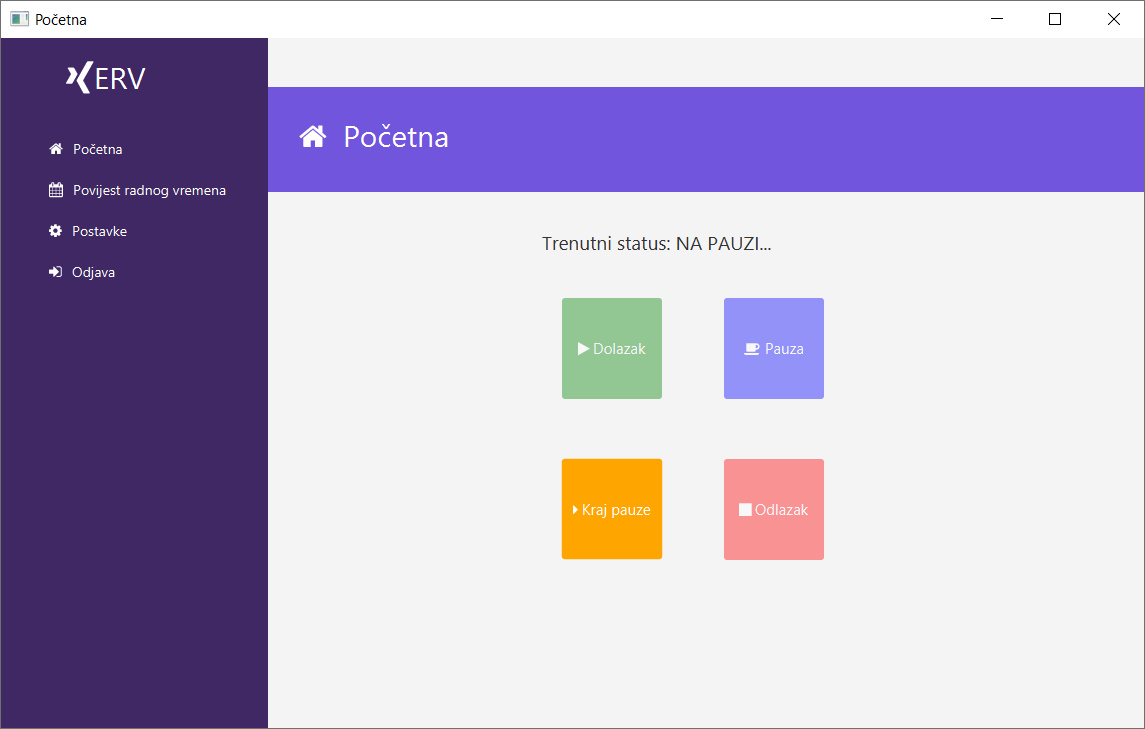 Početna
ERV
Početna
Povijest radnog vremena
Postavke
Odjava
Početna
Trenutni status: NA PAUZI...
Dolazak
Pauza
Kraj pauze
Odlazak